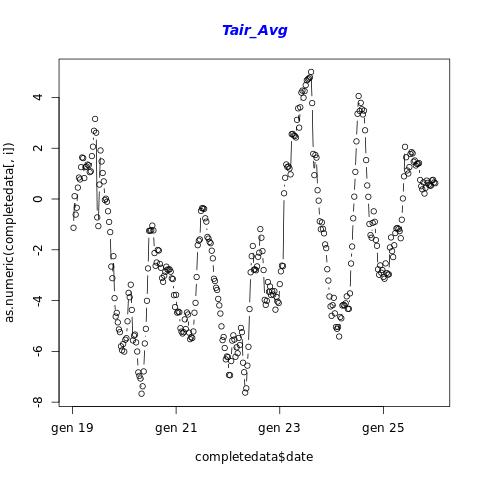 Tair_Avg
as.numeric(completedata[, i])
4
2
0
-2
-4
-6
-8
gen 19
gen 21
gen 23
gen 25
completedata$date